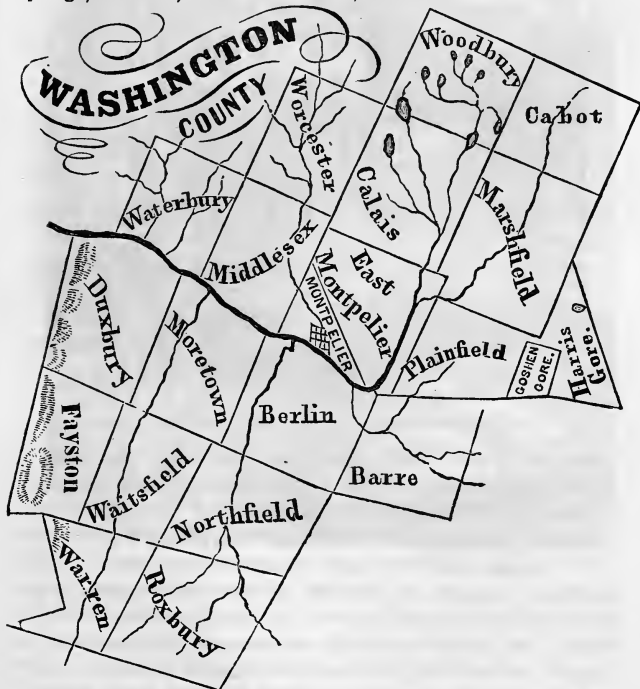 WASHINGTON
COUNTY
Woodbury
Cabot
Worcester
Calais
Waterbury
Marshfield
Middlesex
East
Montpelier
MONTPELIER
Duxbury
Moretown
Plainfield
GOSHEN
GORE.
Harris
Gore.
Fayston
Berlin
Barre
Waitsfield
Northfield
Warren
Roxbury